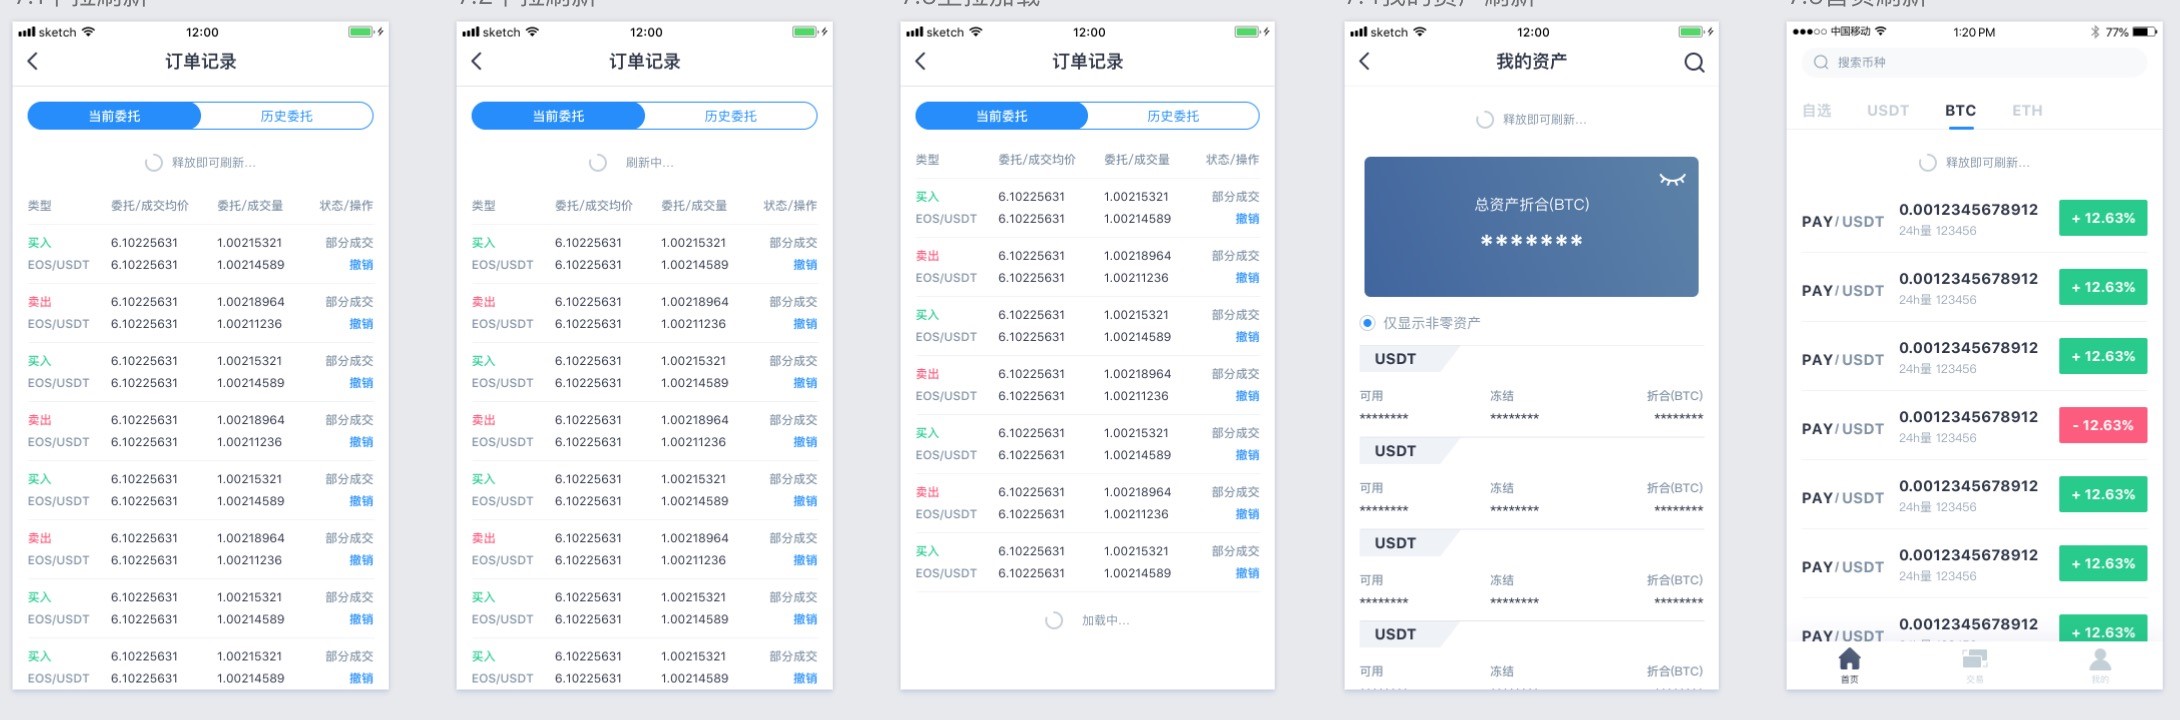 7.1下拉刷新
sketch 12:00
订单记录
当前委托 历史委托
释放即可刷新...
类型 委托/成交均价 委托/成交量 状态/操作
买入 6.10225631 1.00215321 部分成交
EOS/USDT 6.10225631 1.00214589 撤销
卖出 6.10225631 1.00218964 部分成交
EOS/USDT 6.10225631 1.00211236 撤销
买入 6.10225631 1.00215321 部分成交
EOS/USDT 6.10225631 1.00214589 撤销
卖出 6.10225631 1.00218964 部分成交
EOS/USDT 6.10225631 1.00211236 撤销
买入 6.10225631 1.00215321 部分成交
EOS/USDT 6.10225631 1.00214589 撤销
卖出 6.10225631 1.00218964 部分成交
EOS/USDT 6.10225631 1.00211236 撤销
买入 6.10225631 1.00215321 部分成交
EOS/USDT 6.10225631 1.00214589 撤销
买入 6.10225631 1.00215321 部分成交
EOS/USDT 6.10225631 1.00214589 撤销
7.2下拉刷新
sketch 12:00
订单记录
当前委托 历史委托
刷新中...
类型 委托/成交均价 委托/成交量 状态/操作
买入 6.10225631 1.00215321 部分成交
EOS/USDT 6.10225631 1.00214589 撤销
卖出 6.10225631 1.00218964 部分成交
EOS/USDT 6.10225631 1.00211236 撤销
买入 6.10225631 1.00215321 部分成交
EOS/USDT 6.10225631 1.00214589 撤销
卖出 6.10225631 1.00218964 部分成交
EOS/USDT 6.10225631 1.00211236 撤销
买入 6.10225631 1.00215321 部分成交
EOS/USDT 6.10225631 1.00214589 撤销
卖出 6.10225631 1.00218964 部分成交
EOS/USDT 6.10225631 1.00211236 撤销
买入 6.10225631 1.00215321 部分成交
EOS/USDT 6.10225631 1.00214589 撤销
买入 6.10225631 1.00215321 部分成交
EOS/USDT 6.10225631 1.00214589 撤销
7.3上拉加载
sketch 12:00
订单记录
当前委托 历史委托
类型 委托/成交均价 委托/成交量 状态/操作
买入 6.10225631 1.00215321 部分成交
EOS/USDT 6.10225631 1.00214589 撤销
卖出 6.10225631 1.00218964 部分成交
EOS/USDT 6.10225631 1.00211236 撤销
买入 6.10225631 1.00215321 部分成交
EOS/USDT 6.10225631 1.00214589 撤销
卖出 6.10225631 1.00218964 部分成交
EOS/USDT 6.10225631 1.00211236 撤销
买入 6.10225631 1.00215321 部分成交
EOS/USDT 6.10225631 1.00214589 撤销
卖出 6.10225631 1.00218964 部分成交
EOS/USDT 6.10225631 1.00211236 撤销
买入 6.10225631 1.00215321 部分成交
EOS/USDT 6.10225631 1.00214589 撤销
加载中...
7.4我的资产刷新
sketch 12:00
我的资产
释放即可刷新...
总资产折合(BTC)
*******
仅显示非零资产
USDT
可用 冻结 折合(BTC)
******** ******** ********
USDT
可用 冻结 折合(BTC)
******** ******** ********
USDT
可用 冻结 折合(BTC)
******** ******** ********
USDT
可用 冻结 折合(BTC)
7.5首页刷新
中国移动 1:20 PM 77%
搜索币种
自选 USDT BTC ETH
释放即可刷新...
PAY/USDT 0.0012345678912 + 12.63%
24h量 123456
PAY/USDT 0.0012345678912 + 12.63%
24h量 123456
PAY/USDT 0.0012345678912 + 12.63%
24h量 123456
PAY/USDT 0.0012345678912 - 12.63%
24h量 123456
PAY/USDT 0.0012345678912 + 12.63%
24h量 123456
PAY/USDT 0.0012345678912 + 12.63%
24h量 123456
PAY/USDT 0.0012345678912 + 12.63%
首页 交易 我的